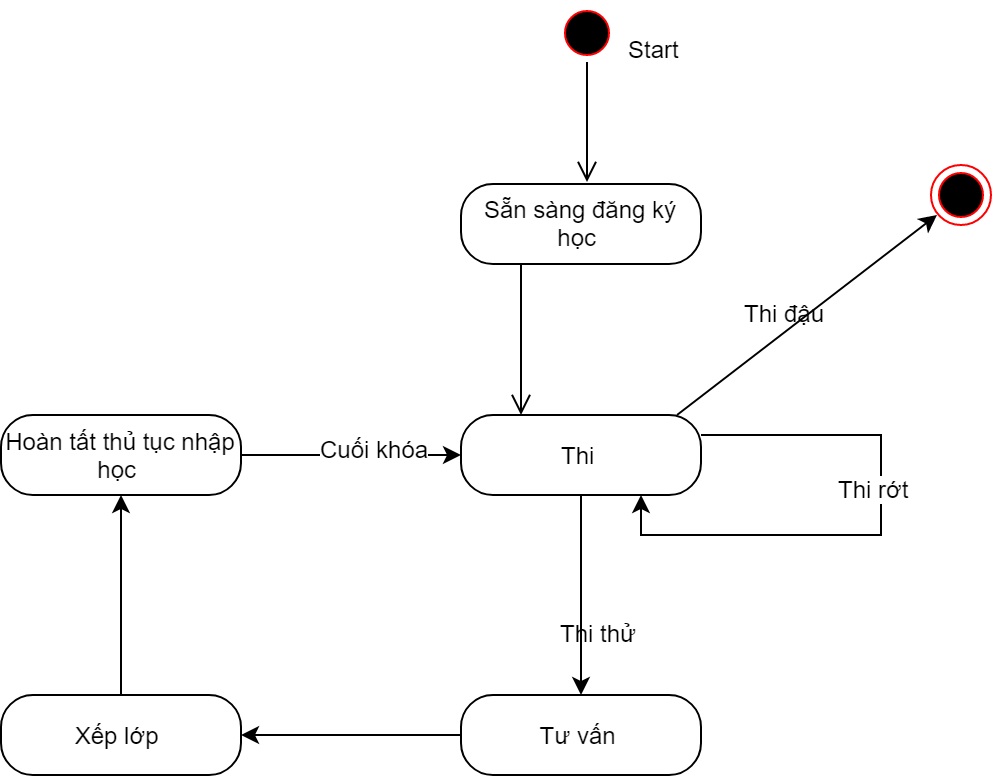 Start
Sẵn sàng đăng ký
học
Thi đậu
Hoàn tất thủ tục nhập
học
Cuối khóa
Thi
Thi rớt
Thi thử
Xếp lớp
Tư vấn